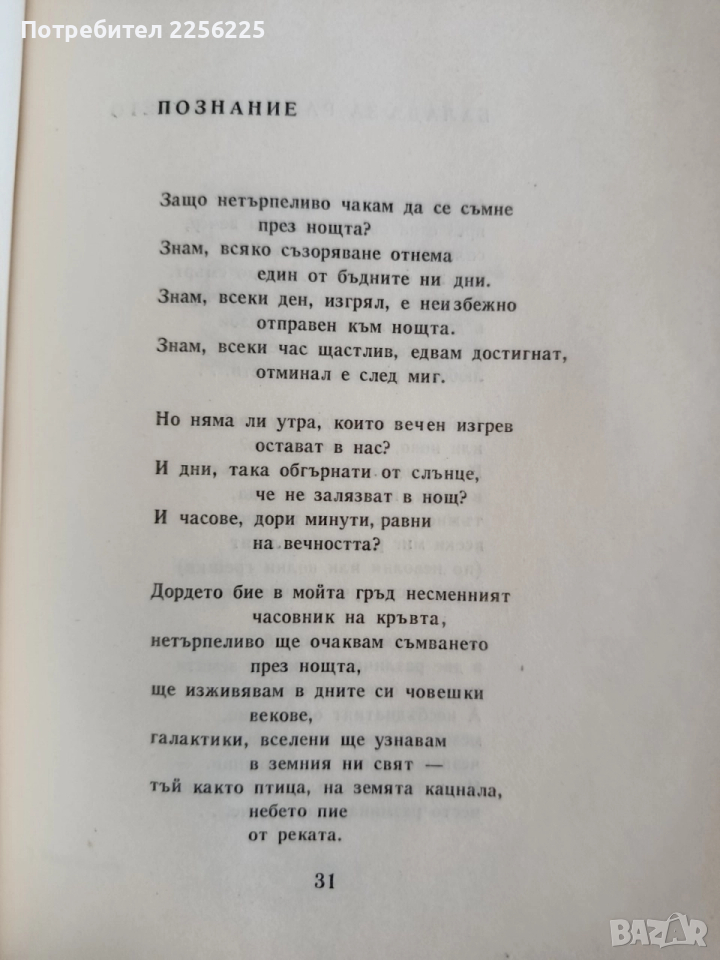 Потребител 2256225
ПОЗНАНИЕ
Защо нетърпеливо чакам да се съмне
през нощта?
Знам, всяко съзоряване отнема
един от бъдните ни дни.
Знам, всеки ден, изгрял, е неизбежно
отправен към нощта.
Знам, всеки час щастлив, едвам достигнат,
отминал е след миг.
Но няма ли утра, които вечен изгрев
остават в нас?
И дни, така обгърнати от слънце,
че не залязват в нощ?
И часове, дори минути, равни
на вечността?
Дордето бие в мойта гръд несменният
часовник на кръвта,
нетърпеливо ще очаквам съмването
през нощта,
ще изживявам в дните си човешки
векове,
галактики, вселени ще узнавам
в земния ни свят —
тъй както птица, на земята кацнала,
небето пие
от реката.
31
BAZAR